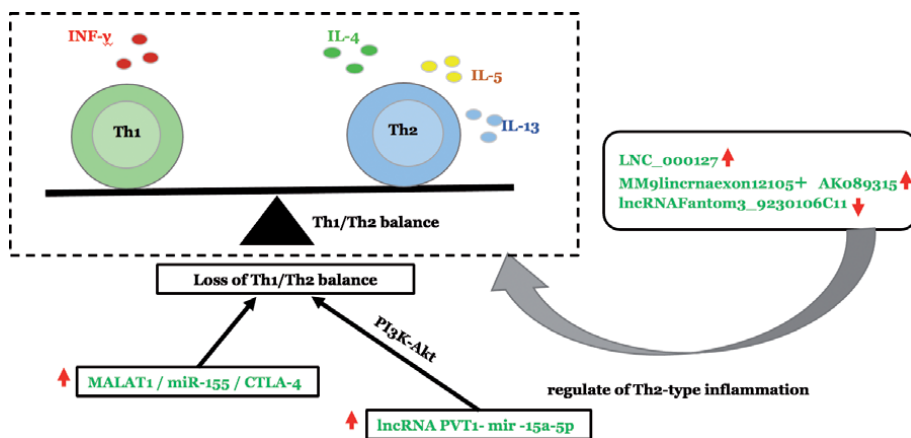 INF-γ
IL-4
IL-5
IL-13
Th1
Th2
Th1/Th2 balance
LNC_000127
MM9lincrnaexon12105+ AK089315
lncRNAFantom3_9230106C11
Loss of Th1/Th2 balance
PI3K-Akt
MALAT1 / miR-155 / CTLA-4
regulate of Th2-type inflammation
lncRNA PVT1- mir -15a-5p